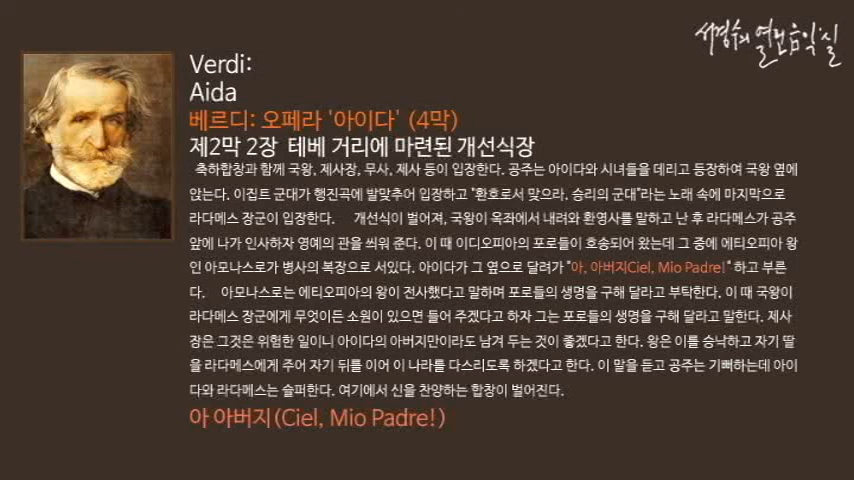 서경수의 열린음악실
Verdi:
Aida
베르디: 오페라 '아이다' (4막)
제2막 2장 테베 거리에 마련된 개선식장
축하합창과 함께 국왕, 제사장, 무사, 제사 등이 입장한다. 공주는 아이다와 시녀들을 데리고 등장하여 국왕 옆에
앉는다. 이집트 군대가 행진곡에 발맞추어 입장하고 "환호로서 맞으라. 승리의 군대"라는 노래 속에 마지막으로
라다메스 장군이 입장한다. 개선식이 벌어져, 국왕이 옥좌에서 내려와 환영사를 말하고 난 후 라다메스가 공주
앞에 나가 인사하자 영예의 관을 씌워 준다. 이 때 이디오피아의 포로들이 호송되어 왔는데 그 중에 에티오피아 왕
인 아모나스로가 병사의 복장으로 서있다. 아이다가 그 옆으로 달려가 "아, 아버지Ciel, Mio Padre!" 하고 부른
다. 아모나스로는 에티오피아의 왕이 전사했다고 말하며 포로들의 생명을 구해 달라고 부탁한다. 이 때 국왕이
라다메스 장군에게 무엇이든 소원이 있으면 들어 주겠다고 하자 그는 포로들의 생명을 구해 달라고 말한다. 제사
장은 그것은 위험한 일이니 아이다의 아버지만이라도 남겨 두는 것이 좋겠다고 한다. 왕은 이를 승낙하고 자기 딸
을 라다메스에게 주어 자기 뒤를 이어 이 나라를 다스리도록 하겠다고 한다. 이 말을 듣고 공주는 기뻐하는데 아이
다와 라다메스는 슬퍼한다. 여기에서 신을 찬양하는 합창이 벌어진다.
아 아버지(Ciel, Mio Padre!)